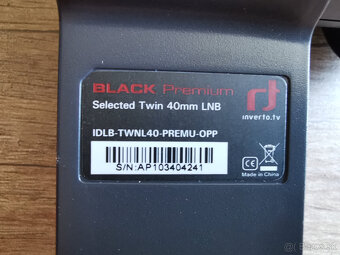 BLACK Premium
Selected Twin 40mm LNB
inverto.tv
IDLB-TWNL40-PREMU-OPP
S/N:AP103404241
Made in China